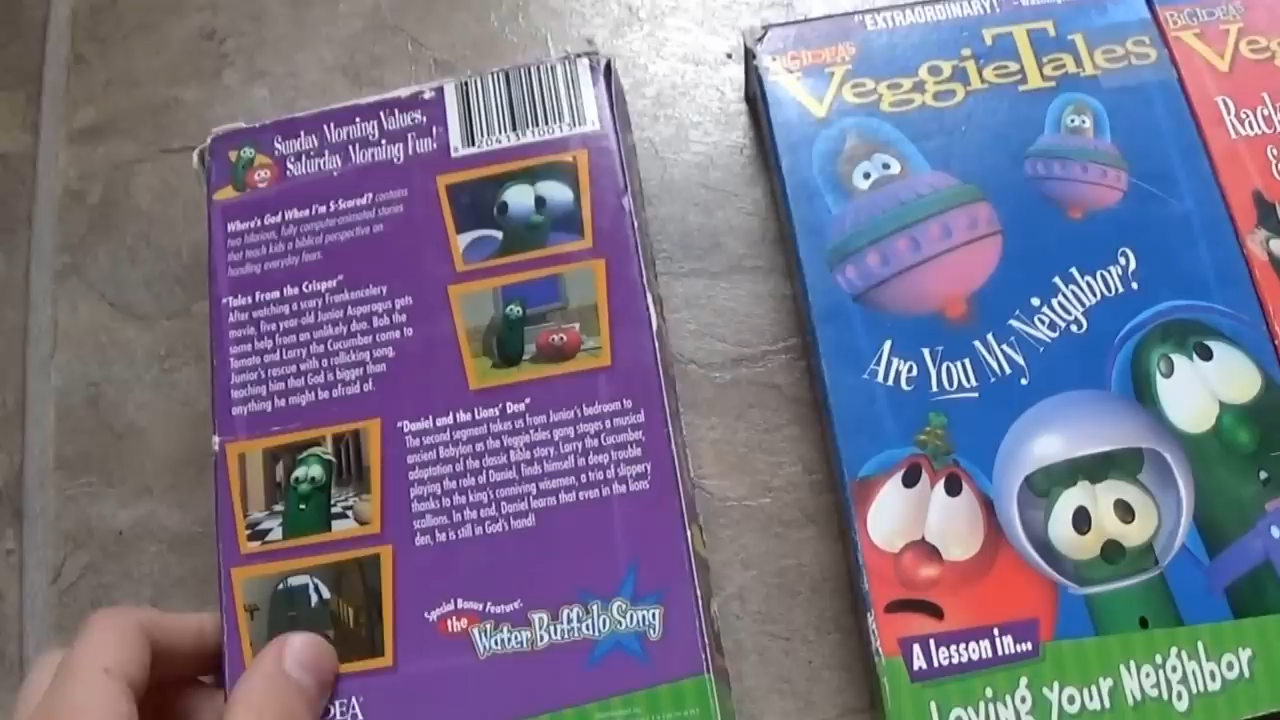 Sunday Morning Values,
Saturday Morning Fun!
Where's God When I'm S-Scared? contains
two hilarious, fully computer-animated stories
that teach kids a biblical perspective on
handling everyday fears.
"Tales From the Crisper"
After watching a scary Frankencelery
movie, five year-old Junior Asparagus gets
some help from an unlikely duo. Bob the
Tomato and Larry the Cucumber come to
Junior's rescue with a rollicking song,
teaching him that God is bigger than
anything he might be afraid of.
"Daniel and the Lions' Den"
The second segment takes us from Junior's bedroom to
ancient Babylon as the VeggieTales gang stages a musical
adaptation of the classic Bible story. Larry the Cucumber,
playing the role of Daniel, finds himself in deep trouble
thanks to the king's conniving wisemen, a trio of slippery
scallions. In the end, Daniel learns that even in the lions'
den, he is still in God's hand!
Special Bonus Feature:
the Water Buffalo Song
"EXTRAORDINARY!"
BIG IDEA'S
VeggieTales
Are You My Neighbor?
A lesson in...
Loving Your Neighbor
BIG IDEA'S
Veg
Rack
&